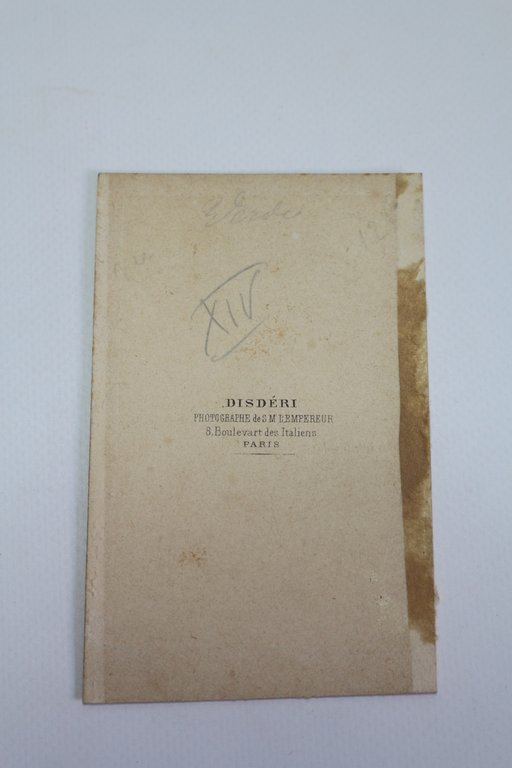 XIV
DISDÉRI
PHOTOGRAPHE de S M L'EMPEREUR
8, Boulevart des Italiens
PARIS